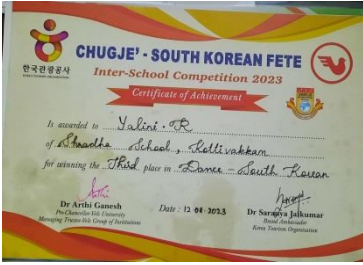 CHUGJE' - SOUTH KOREAN FETE
한국관광공사
Inter-School Competition 2023
Certificate of Achievement
Is awarded to Yalini. R
of Shradha School, Kottivakkam
for winning the Third place in Dance - South Korean
Dr Arthi Ganesh
Pro-Chancellor-Vels University
Managing Trustee-Vels Group of Institutions
Date : 12 08 2023
Dr Saranya Jaikumar
Brand Ambassador
Korea Tourism Organisation